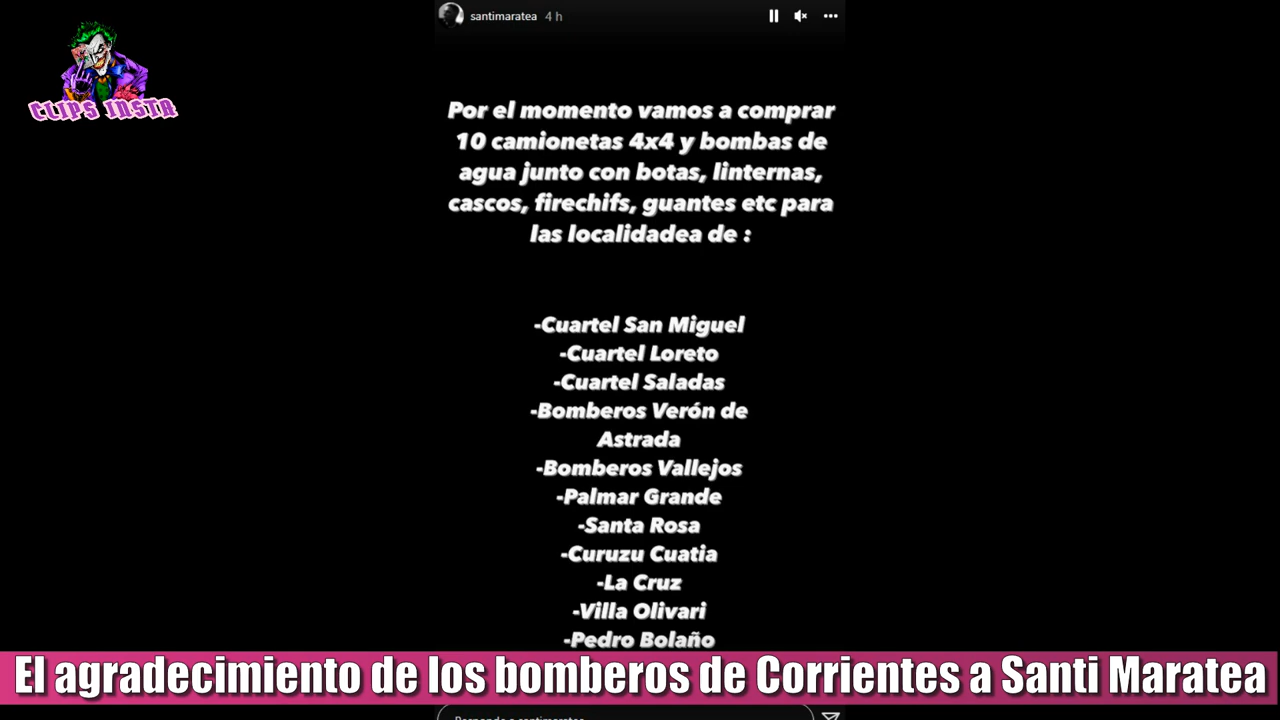 santimaratea 4 h
CLIPS INSTA
Por el momento vamos a comprar
10 camionetas 4x4 y bombas de
agua junto con botas, linternas,
cascos, firechifs, guantes etc para
las localidadea de :
-Cuartel San Miguel
-Cuartel Loreto
-Cuartel Saladas
-Bomberos Verón de
Astrada
-Bomberos Vallejos
-Palmar Grande
-Santa Rosa
-Curuzu Cuatia
-La Cruz
-Villa Olivari
-Pedro Bolaño
El agradecimiento de los bomberos de Corrientes a Santi Maratea